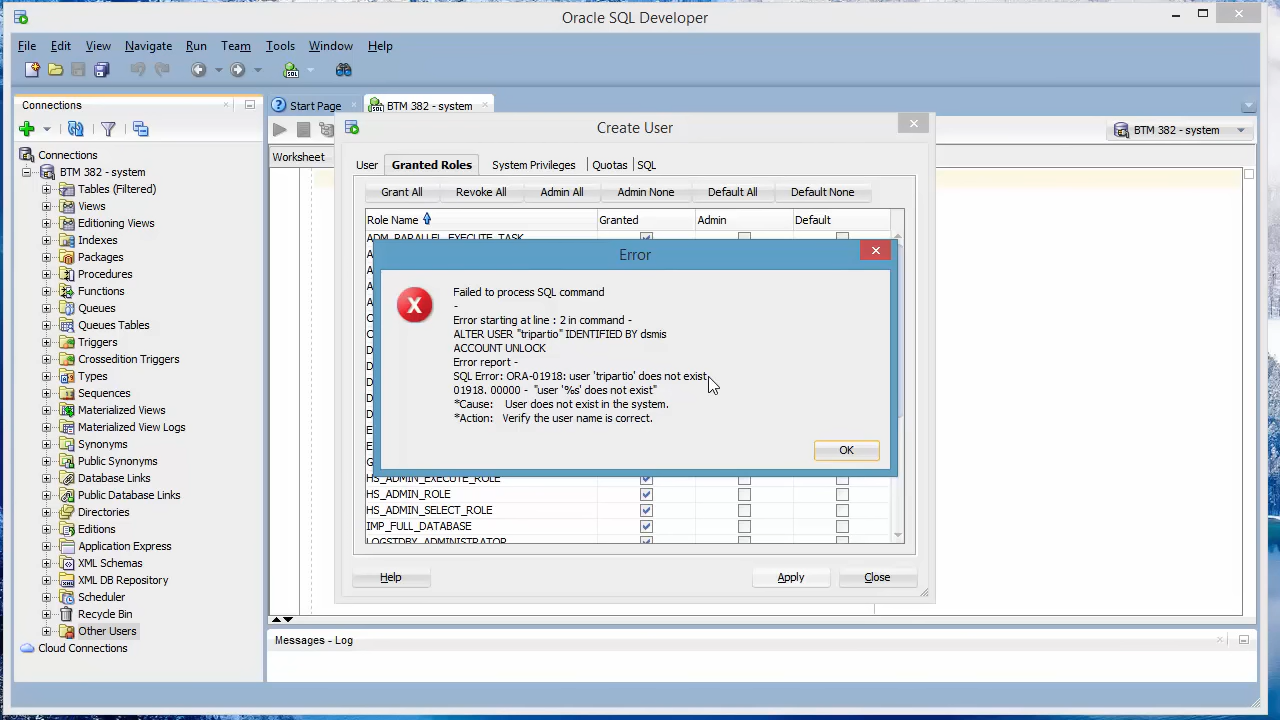 Oracle SQL Developer
File Edit View Navigate Run Team Tools Window Help
Connections
Start Page
BTM 382 - system
BTM 382 - system
Worksheet
Connections
BTM 382 - system
Tables (Filtered)
Views
Editioning Views
Indexes
Packages
Procedures
Functions
Queues
Queues Tables
Triggers
Crossedition Triggers
Types
Sequences
Materialized Views
Materialized View Logs
Synonyms
Public Synonyms
Database Links
Public Database Links
Directories
Editions
Application Express
XML Schemas
XML DB Repository
Scheduler
Recycle Bin
Other Users
Cloud Connections
Create User
User Granted Roles System Privileges Quotas SQL
Grant All Revoke All Admin All Admin None Default All Default None
Role Name Granted Admin Default
ADM_PARALLEL_EXECUTE_TASK
Error
Failed to process SQL command
-
Error starting at line : 2 in command -
ALTER USER "tripartio" IDENTIFIED BY dsmis
ACCOUNT UNLOCK
Error report -
SQL Error: ORA-01918: user 'tripartio' does not exist
01918. 00000 - "user '%s' does not exist"
*Cause: User does not exist in the system.
*Action: Verify the user name is correct.
OK
HS_ADMIN_EXECUTE_ROLE
HS_ADMIN_ROLE
HS_ADMIN_SELECT_ROLE
IMP_FULL_DATABASE
LOGSTDBY_ADMINISTRATOR
Help Apply Close
Messages - Log